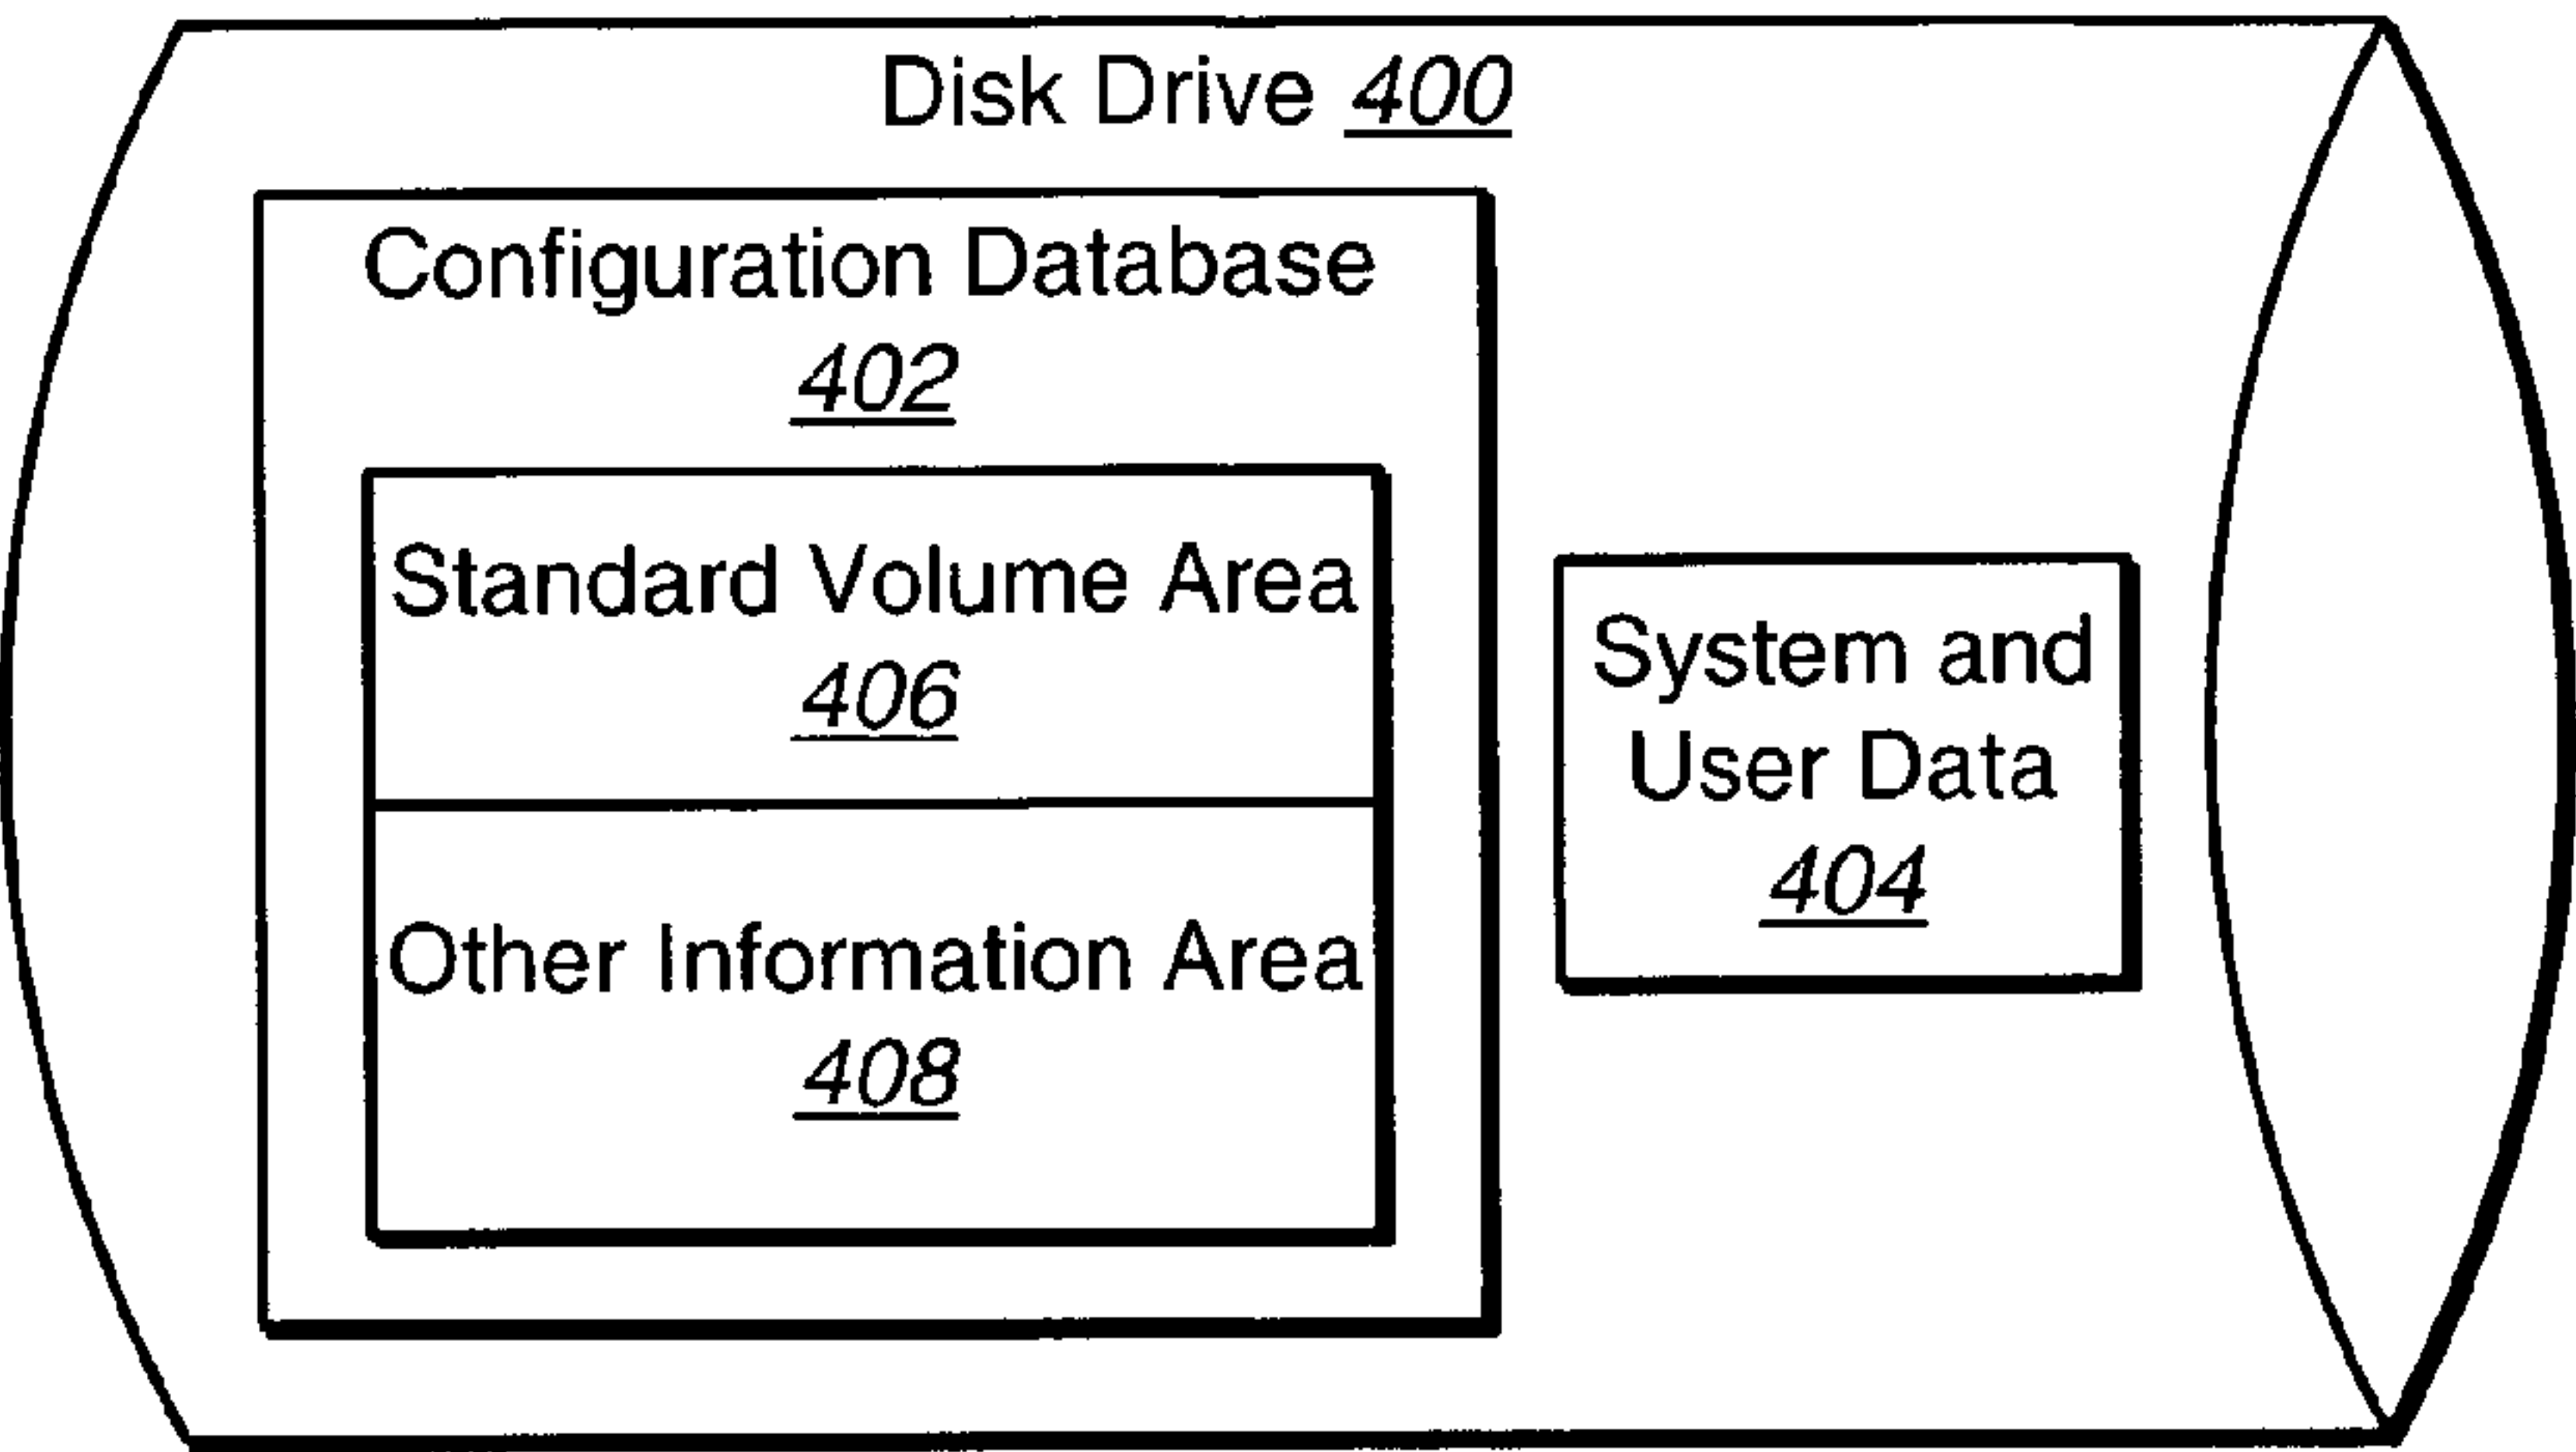 Disk Drive 400
Configuration Database
402
Standard Volume Area
406
Other Information Area
408
System and
User Data
404